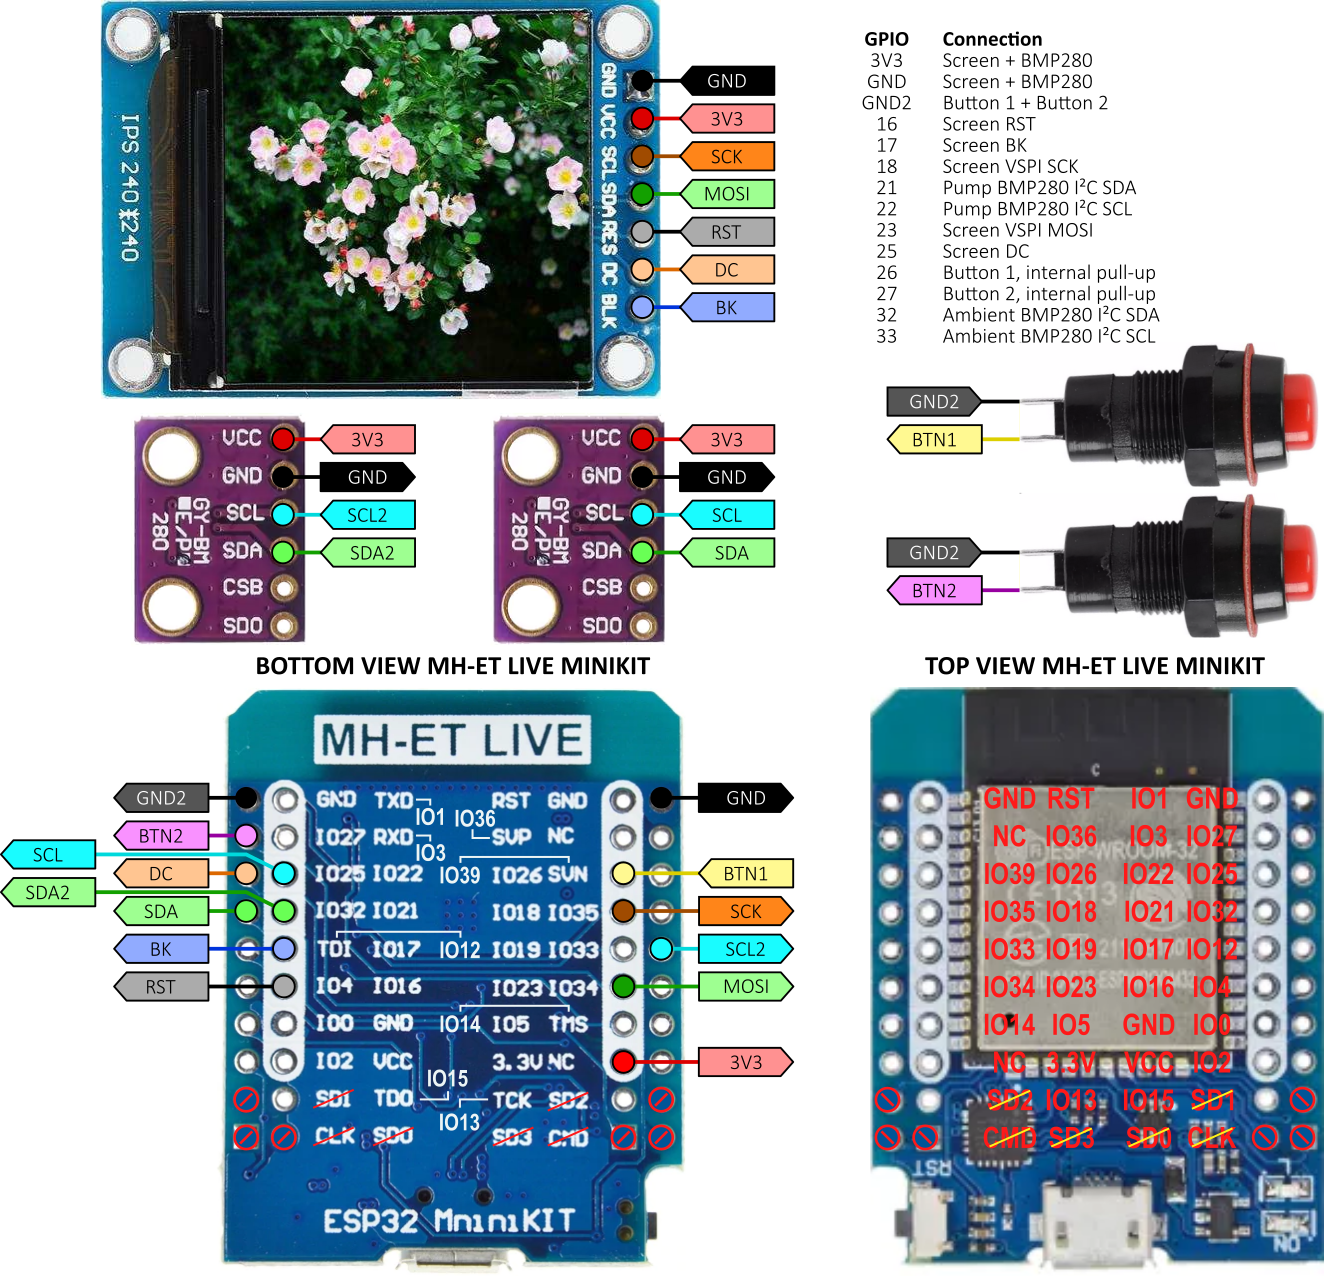 GPIO Connection
3V3 Screen + BMP280
GND Screen + BMP280
GND2 Button 1 + Button 2
16 Screen RST
17 Screen BK
18 Screen VSPI SCK
21 Pump BMP280 I²C SDA
22 Pump BMP280 I²C SCL
23 Screen VSPI MOSI
25 Screen DC
26 Button 1, internal pull-up
27 Button 2, internal pull-up
32 Ambient BMP280 I²C SDA
33 Ambient BMP280 I²C SCL
IPS 240*240
GND VCC SCL SDA RES DC BLK
GND
3V3
SCK
MOSI
RST
DC
BK
VCC 3V3
GND GND
SCL SCL2
SDA SDA2
CSB
SDO
GY-BM
E/P
280
VCC 3V3
GND GND
SCL SCL
SDA SDA
CSB
SDO
GY-BM
E/P
280
GND2
BTN1
GND2
BTN2
BOTTOM VIEW MH-ET LIVE MINIKIT
MH-ET LIVE
GND2 GND TXD IO1 RST GND GND
BTN2 IO27 RXD IO3 IO36 SVP NC
SCL
DC IO25 IO22 IO39 IO26 SVN BTN1
SDA2
SDA IO32 IO21 IO18 IO35 SCK
BK TDI IO17 IO12 IO19 IO33 SCL2
RST IO4 IO16 IO23 IO34 MOSI
IO0 GND IO14 IO5 TMS
IO2 VCC 3.3V NC 3V3
SD1 TDO IO15 TCK SD2
IO13
CLK SD0 SD3 CMD
ESP32 MniniKIT
TOP VIEW MH-ET LIVE MINIKIT
GND RST IO1 GND
NC IO36 IO3 IO27
IO39 IO26 IO22 IO25
IO35 IO18 IO21 IO32
IO33 IO19 IO17 IO12
IO34 IO23 IO16 IO4
IO14 IO5 GND IO0
NC 3.3V VCC IO2
SD2 IO13 IO15 SD1
CMD SD3 SD0 CLK
RST
L
ON